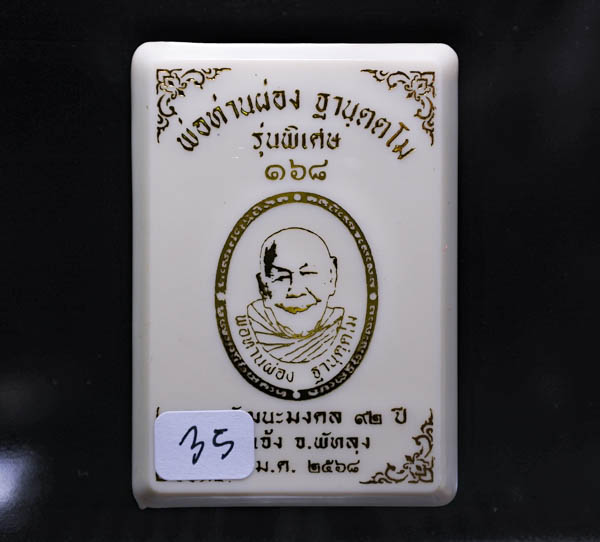 พ่อท่านผ่อง ฐานุตฺตโม
รุ่นพิเศษ
๑๖๘
พ่อท่านผ่อง ฐานุตฺตโม
๙๒ ปี
จ.พัทลุง
ม.ค. ๒๕๖๘
35